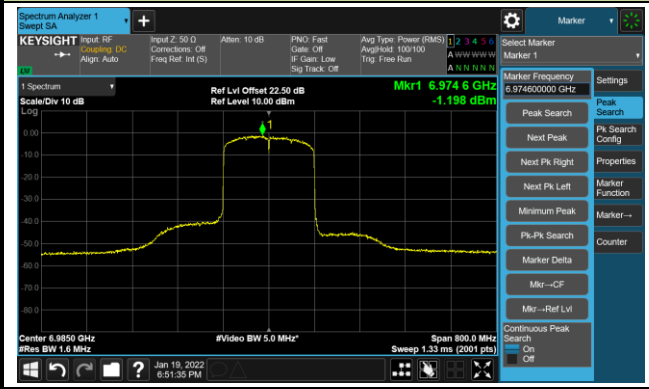 Spectrum Analyzer 1
Swept SA
+
Marker
KEYSIGHT
Input: RF
Coupling: DC
Align: Auto
Input Z: 50 Ω
Corrections: Off
Freq Ref: Int (S)
Atten: 10 dB
PNO: Fast
Gate: Off
IF Gain: Low
Sig Track: Off
Avg Type: Power (RMS)
Avg|Hold: 100/100
Trig: Free Run
1 2 3 4 5 6
A W W W W W
A N N N N N
Select Marker
Marker 1
1 Spectrum
Scale/Div 10 dB
Log
Ref Lvl Offset 22.50 dB
Ref Level 10.00 dBm
Mkr1 6.974 6 GHz
-1.198 dBm
1
0.00
-10.0
-20.0
-30.0
-40.0
-50.0
-60.0
-70.0
-80.0
Center 6.9850 GHz
#Res BW 1.6 MHz
#Video BW 5.0 MHz*
Span 800.0 MHz
Sweep 1.33 ms (2001 pts)
Marker Frequency
6.974600000 GHz
Peak Search
Next Peak
Next Pk Right
Next Pk Left
Minimum Peak
Pk-Pk Search
Marker Delta
Mkr→CF
Mkr→Ref Lvl
Continuous Peak
Search
On
Off
Settings
Peak
Search
Pk Search
Config
Properties
Marker
Function
Marker→
Counter
?
Jan 19, 2022
6:51:35 PM